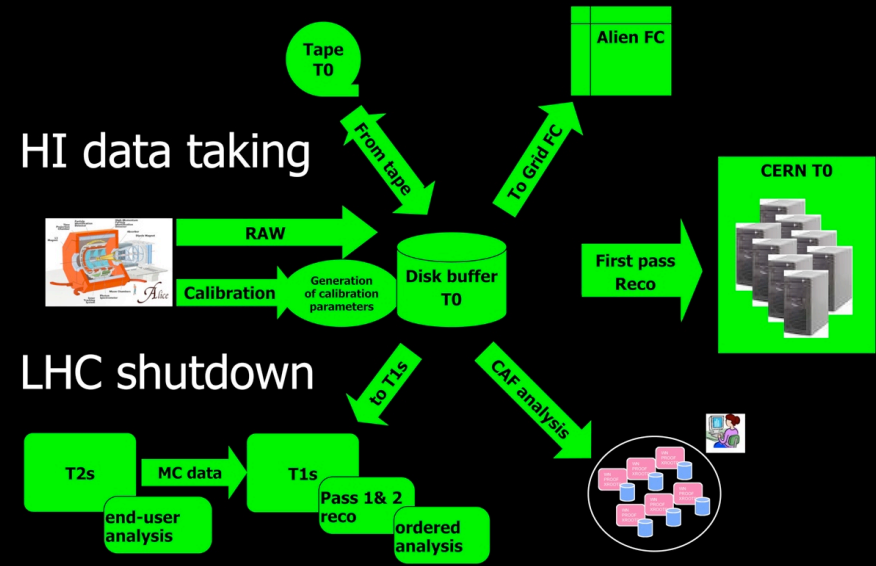 Tape
T0
Alien FC
From tape
To Grid FC
HI data taking
CERN T0
RAW
First pass
Reco
Calibration
Generation
of calibration
parameters
Disk buffer
T0
Alice
LHC shutdown
to T1s
CAF analysis
T2s
MC data
T1s
Pass 1& 2
reco
end-user
analysis
ordered
analysis